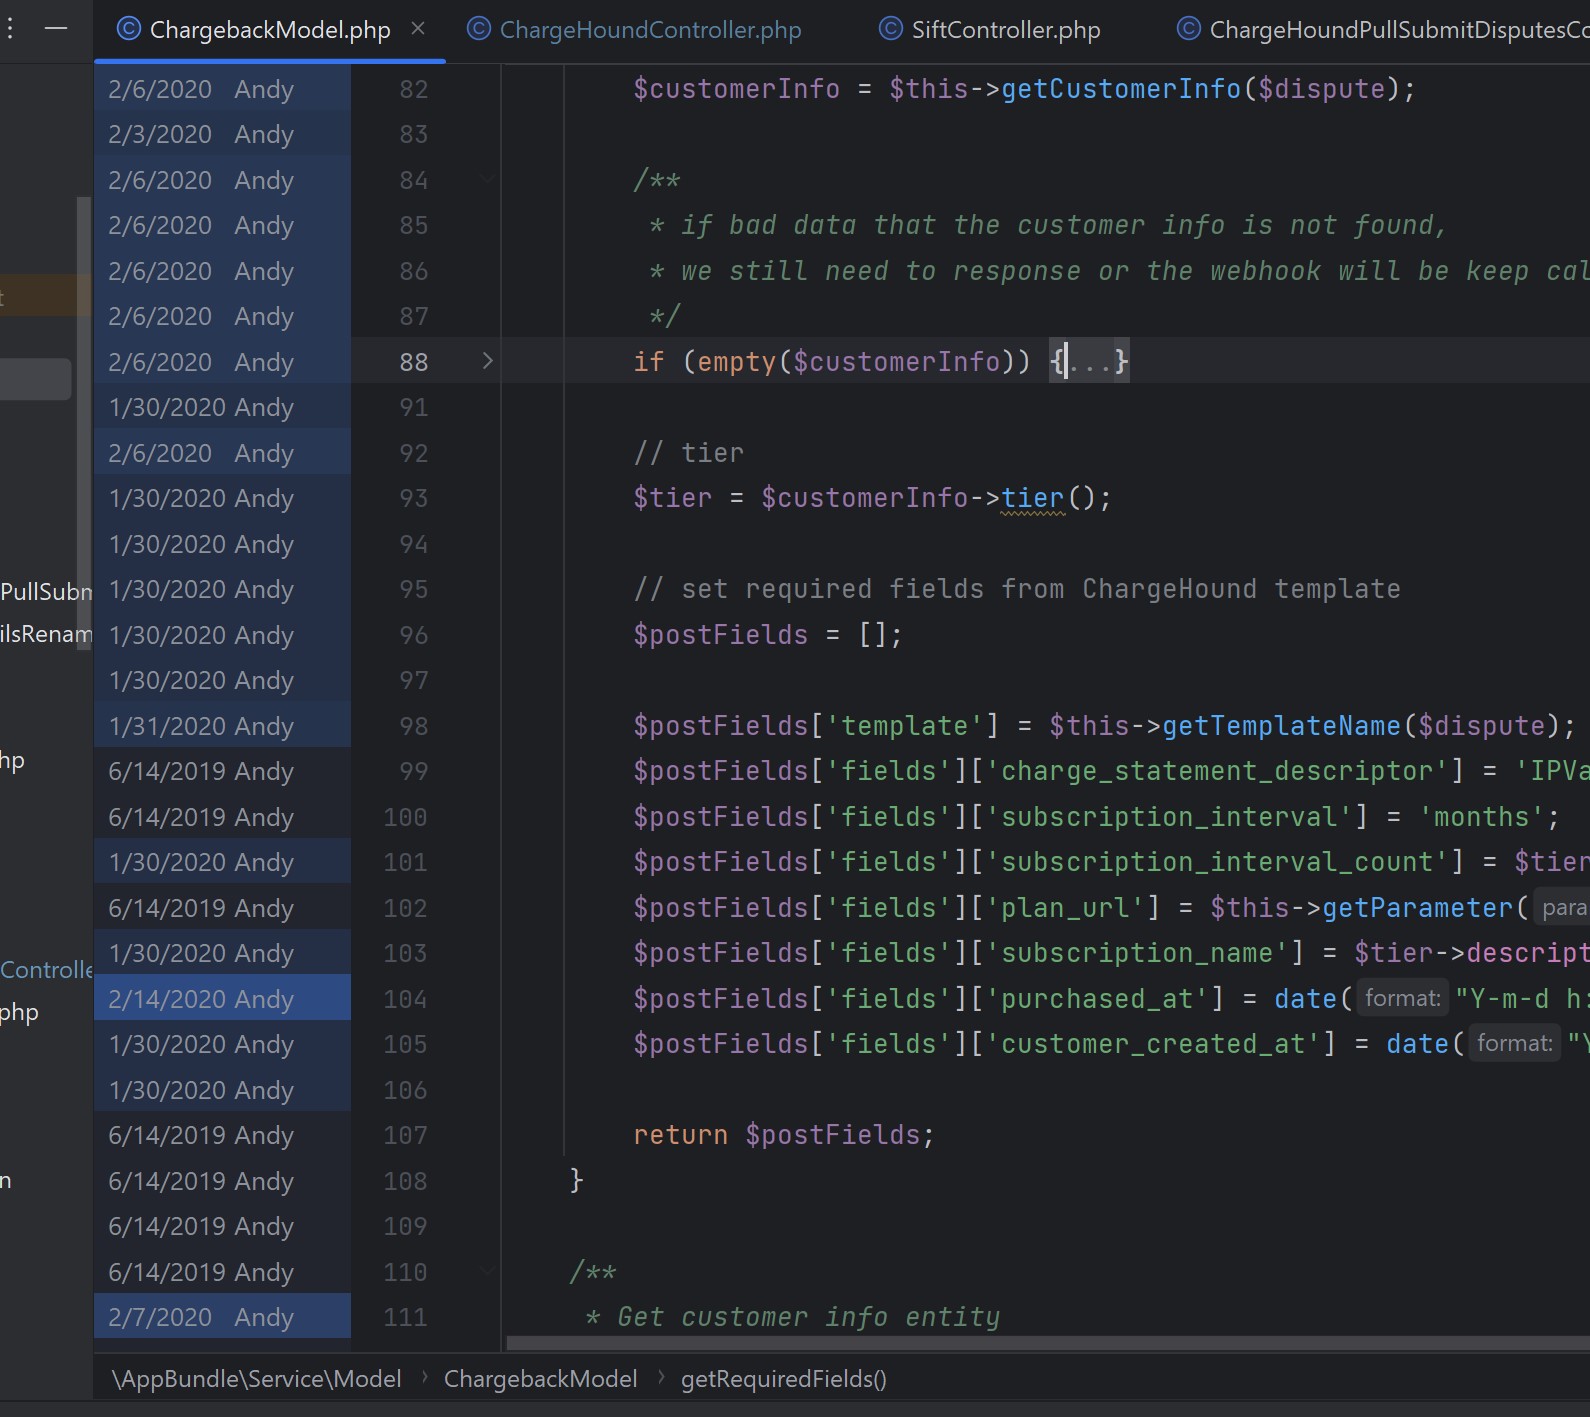 ChargebackModel.php ChargeHoundController.php SiftController.php ChargeHoundPullSubmitDisputesCo
2/6/2020 Andy 82 $customerInfo = $this->getCustomerInfo($dispute);
2/3/2020 Andy 83
2/6/2020 Andy 84 /**
2/6/2020 Andy 85 * if bad data that the customer info is not found,
2/6/2020 Andy 86 * we still need to response or the webhook will be keep cal
2/6/2020 Andy 87 */
2/6/2020 Andy 88 if (empty($customerInfo)) {...}
1/30/2020 Andy 91
2/6/2020 Andy 92 // tier
1/30/2020 Andy 93 $tier = $customerInfo->tier();
1/30/2020 Andy 94
PullSubm 1/30/2020 Andy 95 // set required fields from ChargeHound template
ilsRenam 1/30/2020 Andy 96 $postFields = [];
1/30/2020 Andy 97
1/31/2020 Andy 98 $postFields['template'] = $this->getTemplateName($dispute);
hp 6/14/2019 Andy 99 $postFields['fields']['charge_statement_descriptor'] = 'IPVa
6/14/2019 Andy 100 $postFields['fields']['subscription_interval'] = 'months';
1/30/2020 Andy 101 $postFields['fields']['subscription_interval_count'] = $tier
6/14/2019 Andy 102 $postFields['fields']['plan_url'] = $this->getParameter( para
Controlle 1/30/2020 Andy 103 $postFields['fields']['subscription_name'] = $tier->descript
php 2/14/2020 Andy 104 $postFields['fields']['purchased_at'] = date( format: "Y-m-d h:
1/30/2020 Andy 105 $postFields['fields']['customer_created_at'] = date( format: "Y
1/30/2020 Andy 106
6/14/2019 Andy 107 return $postFields;
n 6/14/2019 Andy 108 }
6/14/2019 Andy 109
6/14/2019 Andy 110 /**
2/7/2020 Andy 111 * Get customer info entity
\AppBundle\Service\Model › ChargebackModel › getRequiredFields()